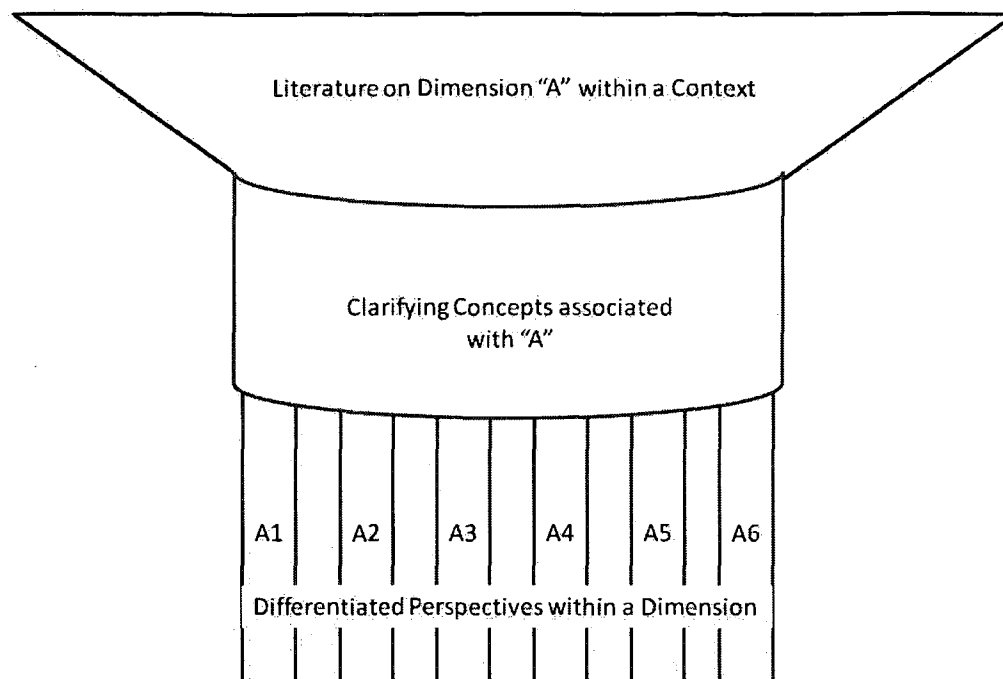 Literature on Dimension “A” within a Context
Clarifying Concepts associated
with “A”
A1 A2 A3 A4 A5 A6
Differentiated Perspectives within a Dimension